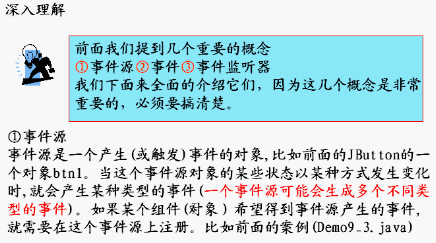 深入理解
前面我们提到几个重要的概念
①事件源②事件③事件监听器
我们下面来全面的介绍它们，因为这几个概念是非常
重要的，必须要搞清楚。
①事件源
事件源是一个产生(或触发)事件的对象,比如前面的JButton的一
个对象btn1。当这个事件源对象的某些状态以某种方式发生变化
时,就会产生某种类型的事件(一个事件源可能会生成多个不同类
型的事件)。如果某个组件(对象）希望得到事件源产生的事件,
就需要在这个事件源上注册。比如前面的案例(Demo9_3.java)